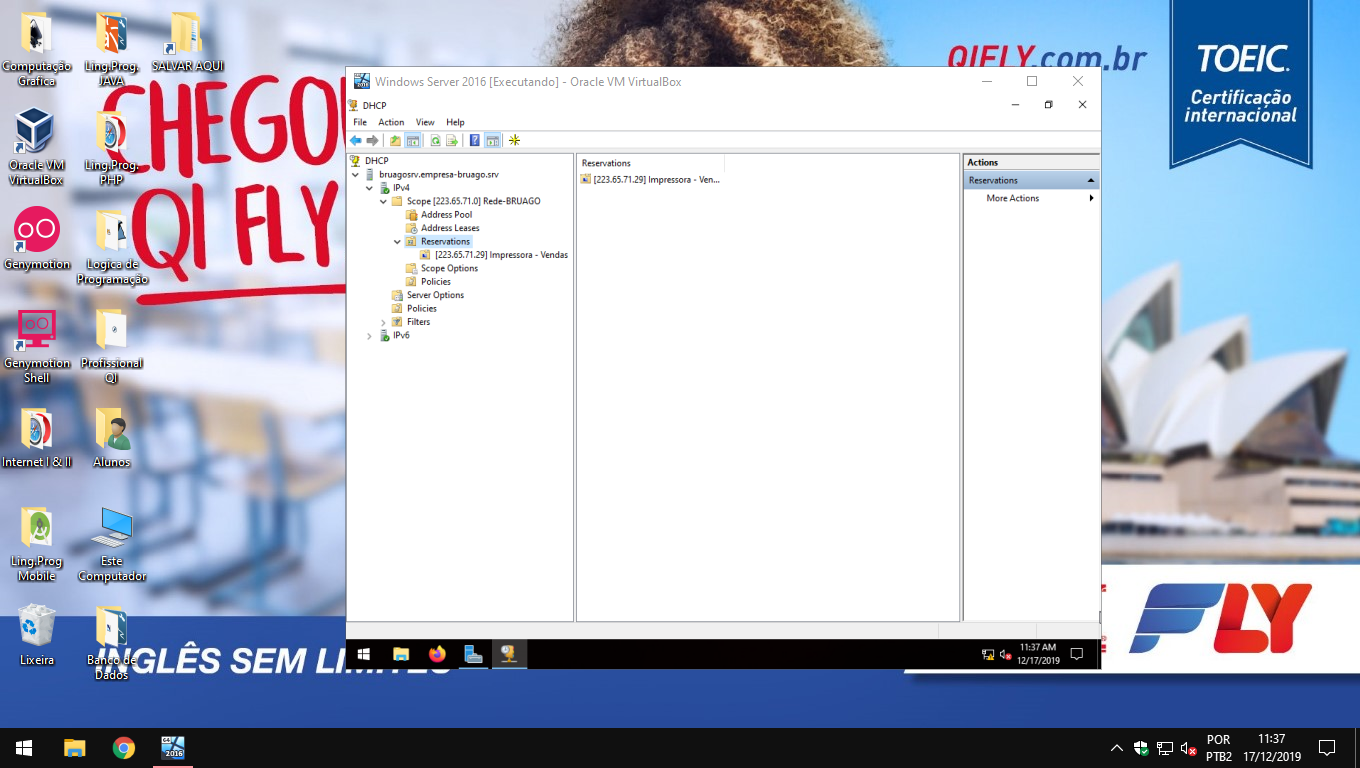 Computação
Gráfica
Ling.Prog.
JAVA
SALVAR AQUI
Oracle VM
VirtualBox
Ling.Prog.
PHP
Genymotion
Logica de
Programação
Genymotion
Shell
Profissional
QI
Internet I & II
Alunos
Ling.Prog
Mobile
Este
Computador
Lixeira
Banco de
Dados
QI FLY
INGLÊS SEM
QIFLY.com.br
TOEIC.
Certificação
internacional
FLY
Windows Server 2016 [Executando] - Oracle VM VirtualBox
DHCP
File Action View Help
DHCP
bruagosrv.empresa-bruago.srv
IPv4
Scope [223.65.71.0] Rede-BRUAGO
Address Pool
Address Leases
Reservations
[223.65.71.29] Impressora - Vendas
Scope Options
Policies
Server Options
Policies
Filters
IPv6
Reservations
[223.65.71.29] Impressora - Ven...
Actions
Reservations
More Actions
11:37 AM
12/17/2019
2016
POR
PTB2
11:37
17/12/2019